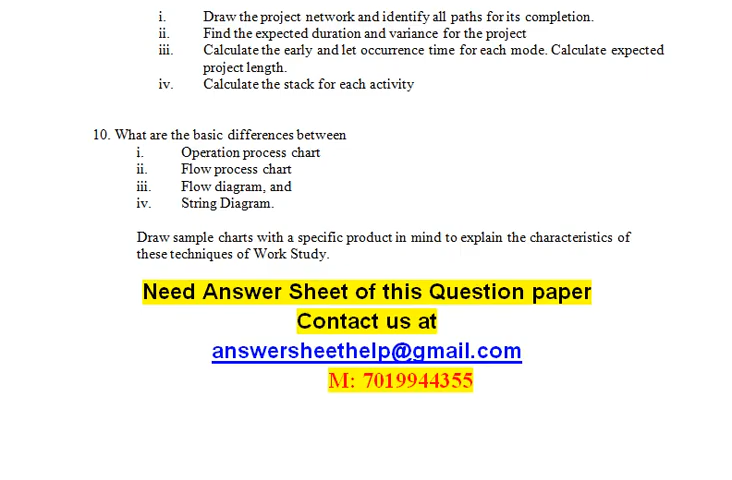 i. Draw the project network and identify all paths for its completion.
ii. Find the expected duration and variance for the project
iii. Calculate the early and let occurrence time for each mode. Calculate expected
project length.
iv. Calculate the stack for each activity
10. What are the basic differences between
i. Operation process chart
ii. Flow process chart
iii. Flow diagram, and
iv. String Diagram.
Draw sample charts with a specific product in mind to explain the characteristics of
these techniques of Work Study.
Need Answer Sheet of this Question paper
Contact us at
answersheethelp@gmail.com
M: 7019944355